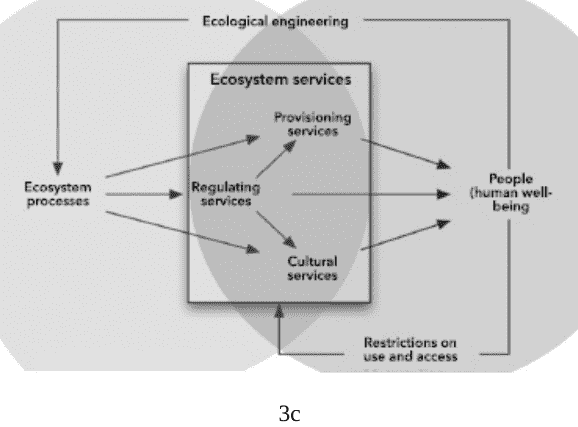 Ecological engineering
Ecosystem services
Provisioning
services
Ecosystem
processes
Regulating
services
People
(human well-
being
Cultural
services
Restrictions on
use and access
3c